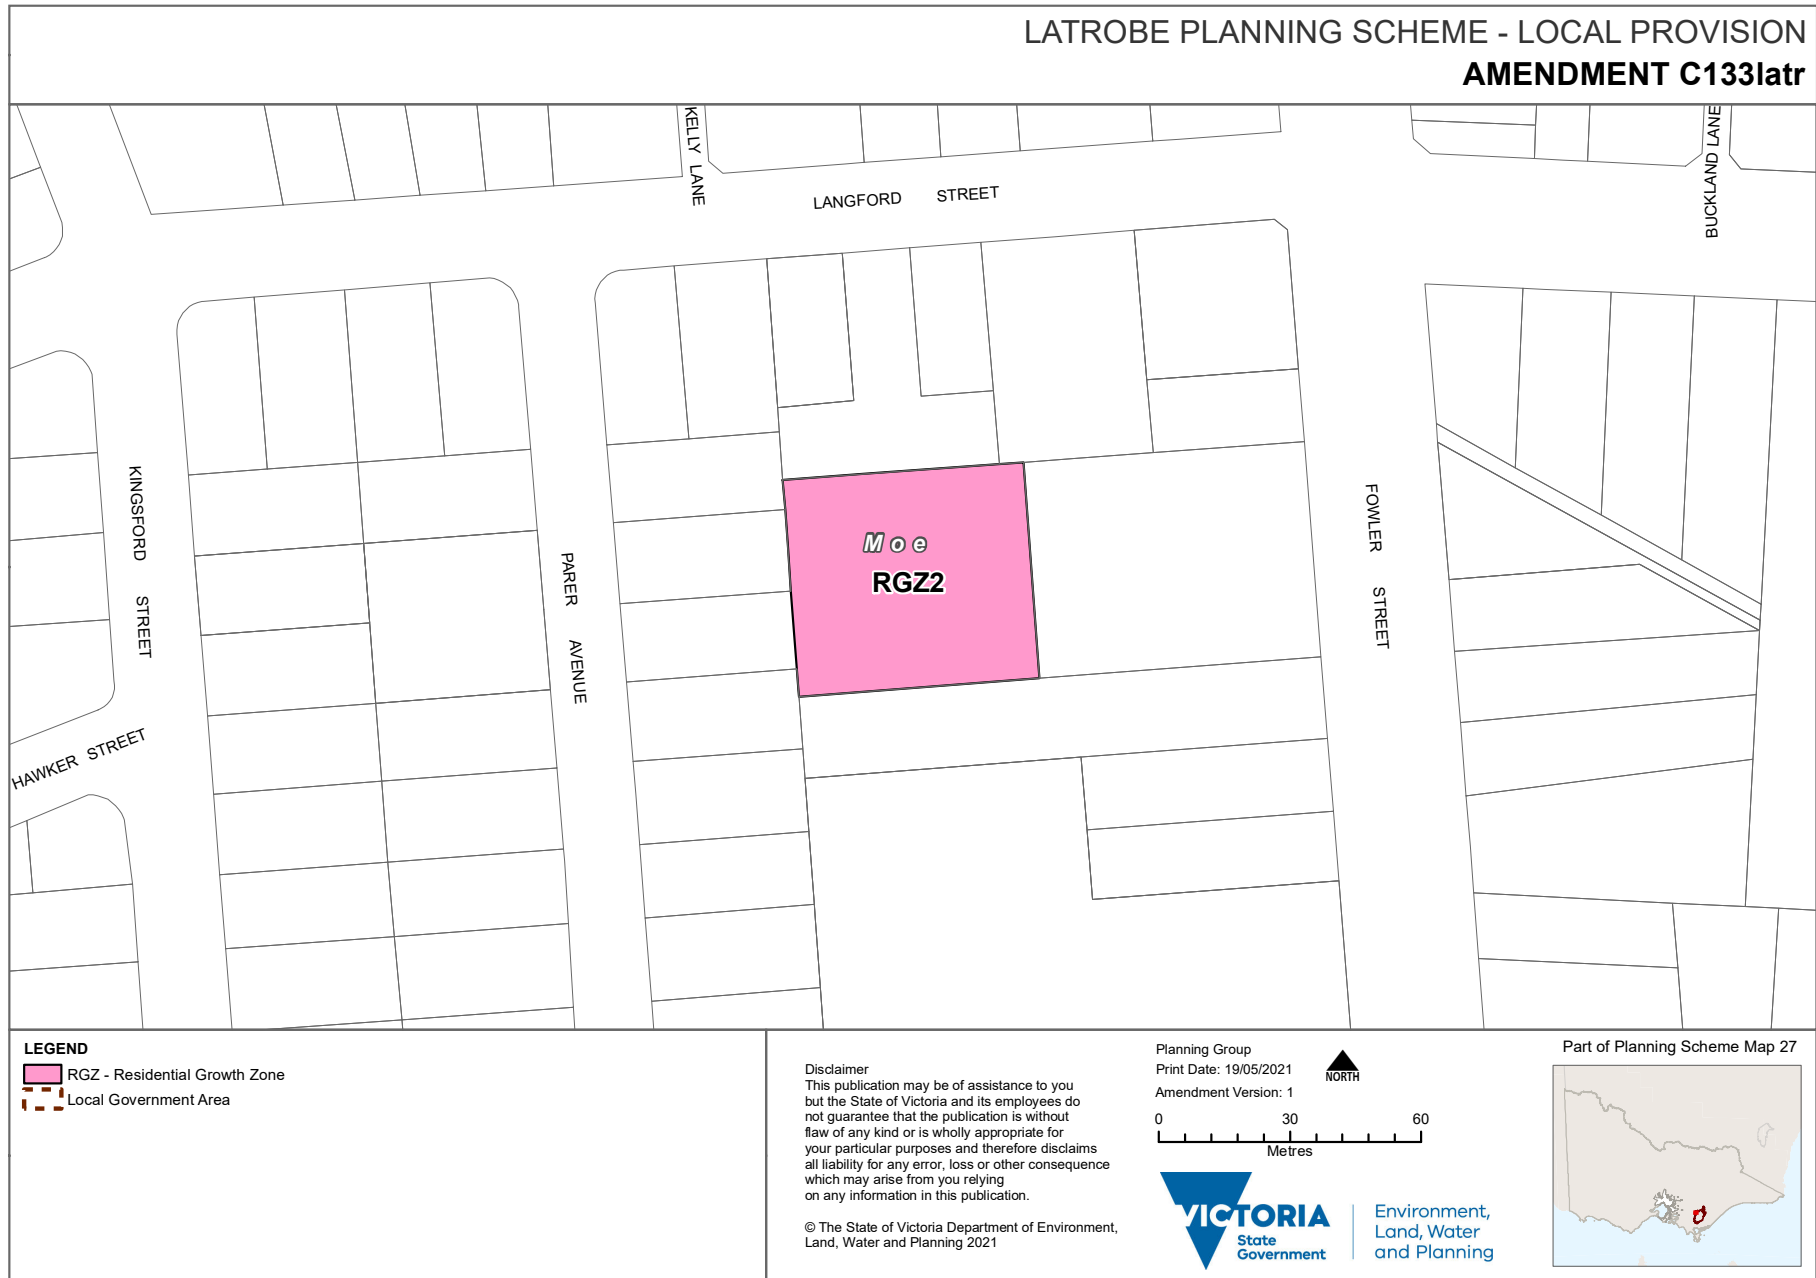 LATROBE PLANNING SCHEME - LOCAL PROVISION
AMENDMENT C133latr
KELLY LANE
LANGFORD STREET
BUCKLAND LANE
KINGSFORD STREET
PARER AVENUE
FOWLER STREET
HAWKER STREET
Moe
RGZ2
LEGEND
RGZ - Residential Growth Zone
Local Government Area
Disclaimer
This publication may be of assistance to you
but the State of Victoria and its employees do
not guarantee that the publication is without
flaw of any kind or is wholly appropriate for
your particular purposes and therefore disclaims
all liability for any error, loss or other consequence
which may arise from you relying
on any information in this publication.
© The State of Victoria Department of Environment,
Land, Water and Planning 2021
Planning Group
Print Date: 19/05/2021
Amendment Version: 1
NORTH
0 30 60
Metres
VICTORIA
State
Government
Environment,
Land, Water
and Planning
Part of Planning Scheme Map 27